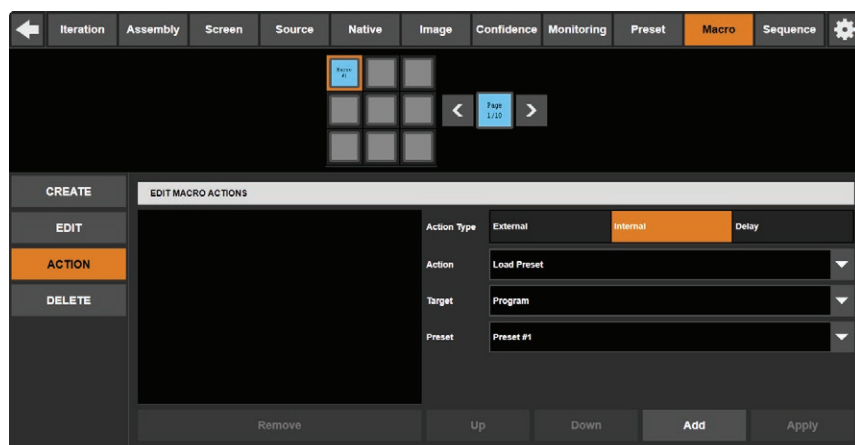 Iteration Assembly Screen Source Native Image Confidence Monitoring Preset Macro Sequence
Macro
#1
Page
1/10
CREATE
EDIT MACRO ACTIONS
EDIT
Action Type External Internal Delay
ACTION
Action Load Preset
DELETE
Target Program
Preset Preset #1
Remove Up Down Add Apply